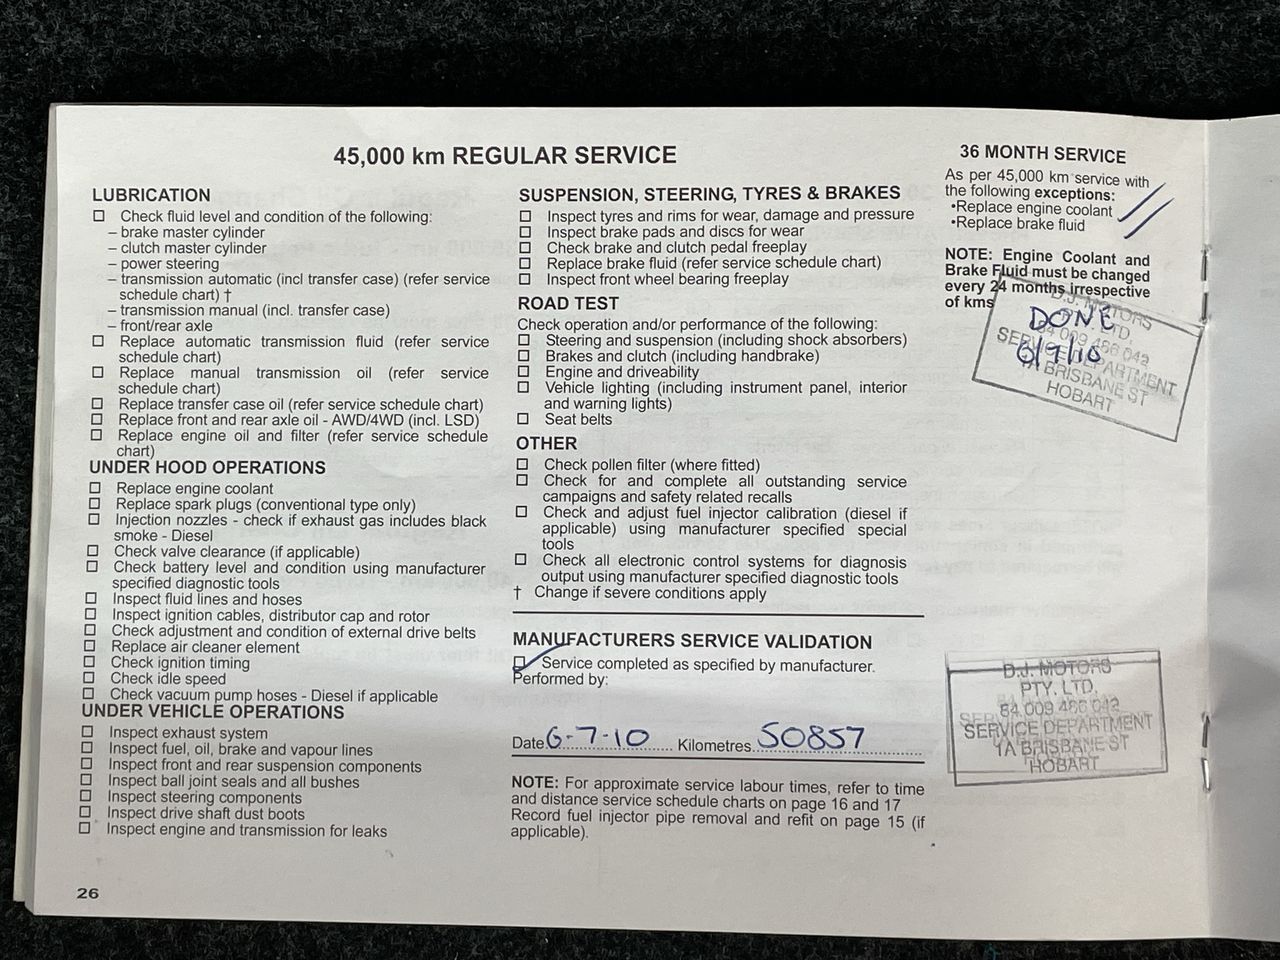 45,000 km REGULAR SERVICE
LUBRICATION
☐ Check fluid level and condition of the following:
– brake master cylinder
– clutch master cylinder
– power steering
– transmission automatic (incl transfer case) (refer service
schedule chart) †
– transmission manual (incl. transfer case)
– front/rear axle
☐ Replace automatic transmission fluid (refer service
schedule chart)
☐ Replace manual transmission oil (refer service
schedule chart)
☐ Replace transfer case oil (refer service schedule chart)
☐ Replace front and rear axle oil - AWD/4WD (incl. LSD)
☐ Replace engine oil and filter (refer service schedule
chart)
UNDER HOOD OPERATIONS
☐ Replace engine coolant
☐ Replace spark plugs (conventional type only)
☐ Injection nozzles - check if exhaust gas includes black
smoke - Diesel
☐ Check valve clearance (if applicable)
☐ Check battery level and condition using manufacturer
specified diagnostic tools
☐ Inspect fluid lines and hoses
☐ Inspect ignition cables, distributor cap and rotor
☐ Check adjustment and condition of external drive belts
☐ Replace air cleaner element
☐ Check ignition timing
☐ Check idle speed
☐ Check vacuum pump hoses - Diesel if applicable
UNDER VEHICLE OPERATIONS
☐ Inspect exhaust system
☐ Inspect fuel, oil, brake and vapour lines
☐ Inspect front and rear suspension components
☐ Inspect ball joint seals and all bushes
☐ Inspect steering components
☐ Inspect drive shaft dust boots
☐ Inspect engine and transmission for leaks
26
SUSPENSION, STEERING, TYRES & BRAKES
☐ Inspect tyres and rims for wear, damage and pressure
☐ Inspect brake pads and discs for wear
☐ Check brake and clutch pedal freeplay
☐ Replace brake fluid (refer service schedule chart)
☐ Inspect front wheel bearing freeplay
ROAD TEST
Check operation and/or performance of the following:
☐ Steering and suspension (including shock absorbers)
☐ Brakes and clutch (including handbrake)
☐ Engine and driveability
☐ Vehicle lighting (including instrument panel, interior
and warning lights)
☐ Seat belts
OTHER
☐ Check pollen filter (where fitted)
☐ Check for and complete all outstanding service
campaigns and safety related recalls
☐ Check and adjust fuel injector calibration (diesel if
applicable) using manufacturer specified special
tools
☐ Check all electronic control systems for diagnosis
output using manufacturer specified diagnostic tools
† Change if severe conditions apply
MANUFACTURERS SERVICE VALIDATION
☑ Service completed as specified by manufacturer.
Performed by:
Date 6-7-10 Kilometres 50857
NOTE: For approximate service labour times, refer to time
and distance service schedule charts on page 16 and 17
Record fuel injector pipe removal and refit on page 15 (if
applicable).
36 MONTH SERVICE
As per 45,000 km service with
the following exceptions:
•Replace engine coolant
•Replace brake fluid
NOTE: Engine Coolant and
Brake Fluid must be changed
every 24 months irrespective
of kms
D.J. MOTORS
DONE
LTD.
84 009 486 042
6/7/10
SERVICE DEPARTMENT
1A BRISBANE ST
HOBART
D.J. MOTORS
PTY. LTD.
84 009 486 042
SERVICE DEPARTMENT
1A BRISBANE ST
HOBART